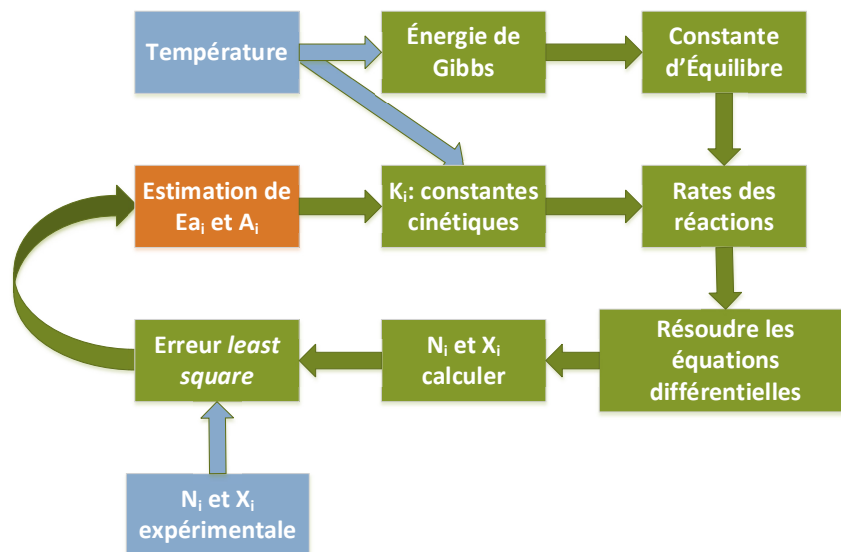 Température
Énergie de
Gibbs
Constante
d'Équilibre
Estimation de
Eaᵢ et Aᵢ
Kᵢ: constantes
cinétiques
Rates des
réactions
Erreur least
square
Nᵢ et Xᵢ
calculer
Résoudre les
équations
différentielles
Nᵢ et Xᵢ
expérimentale